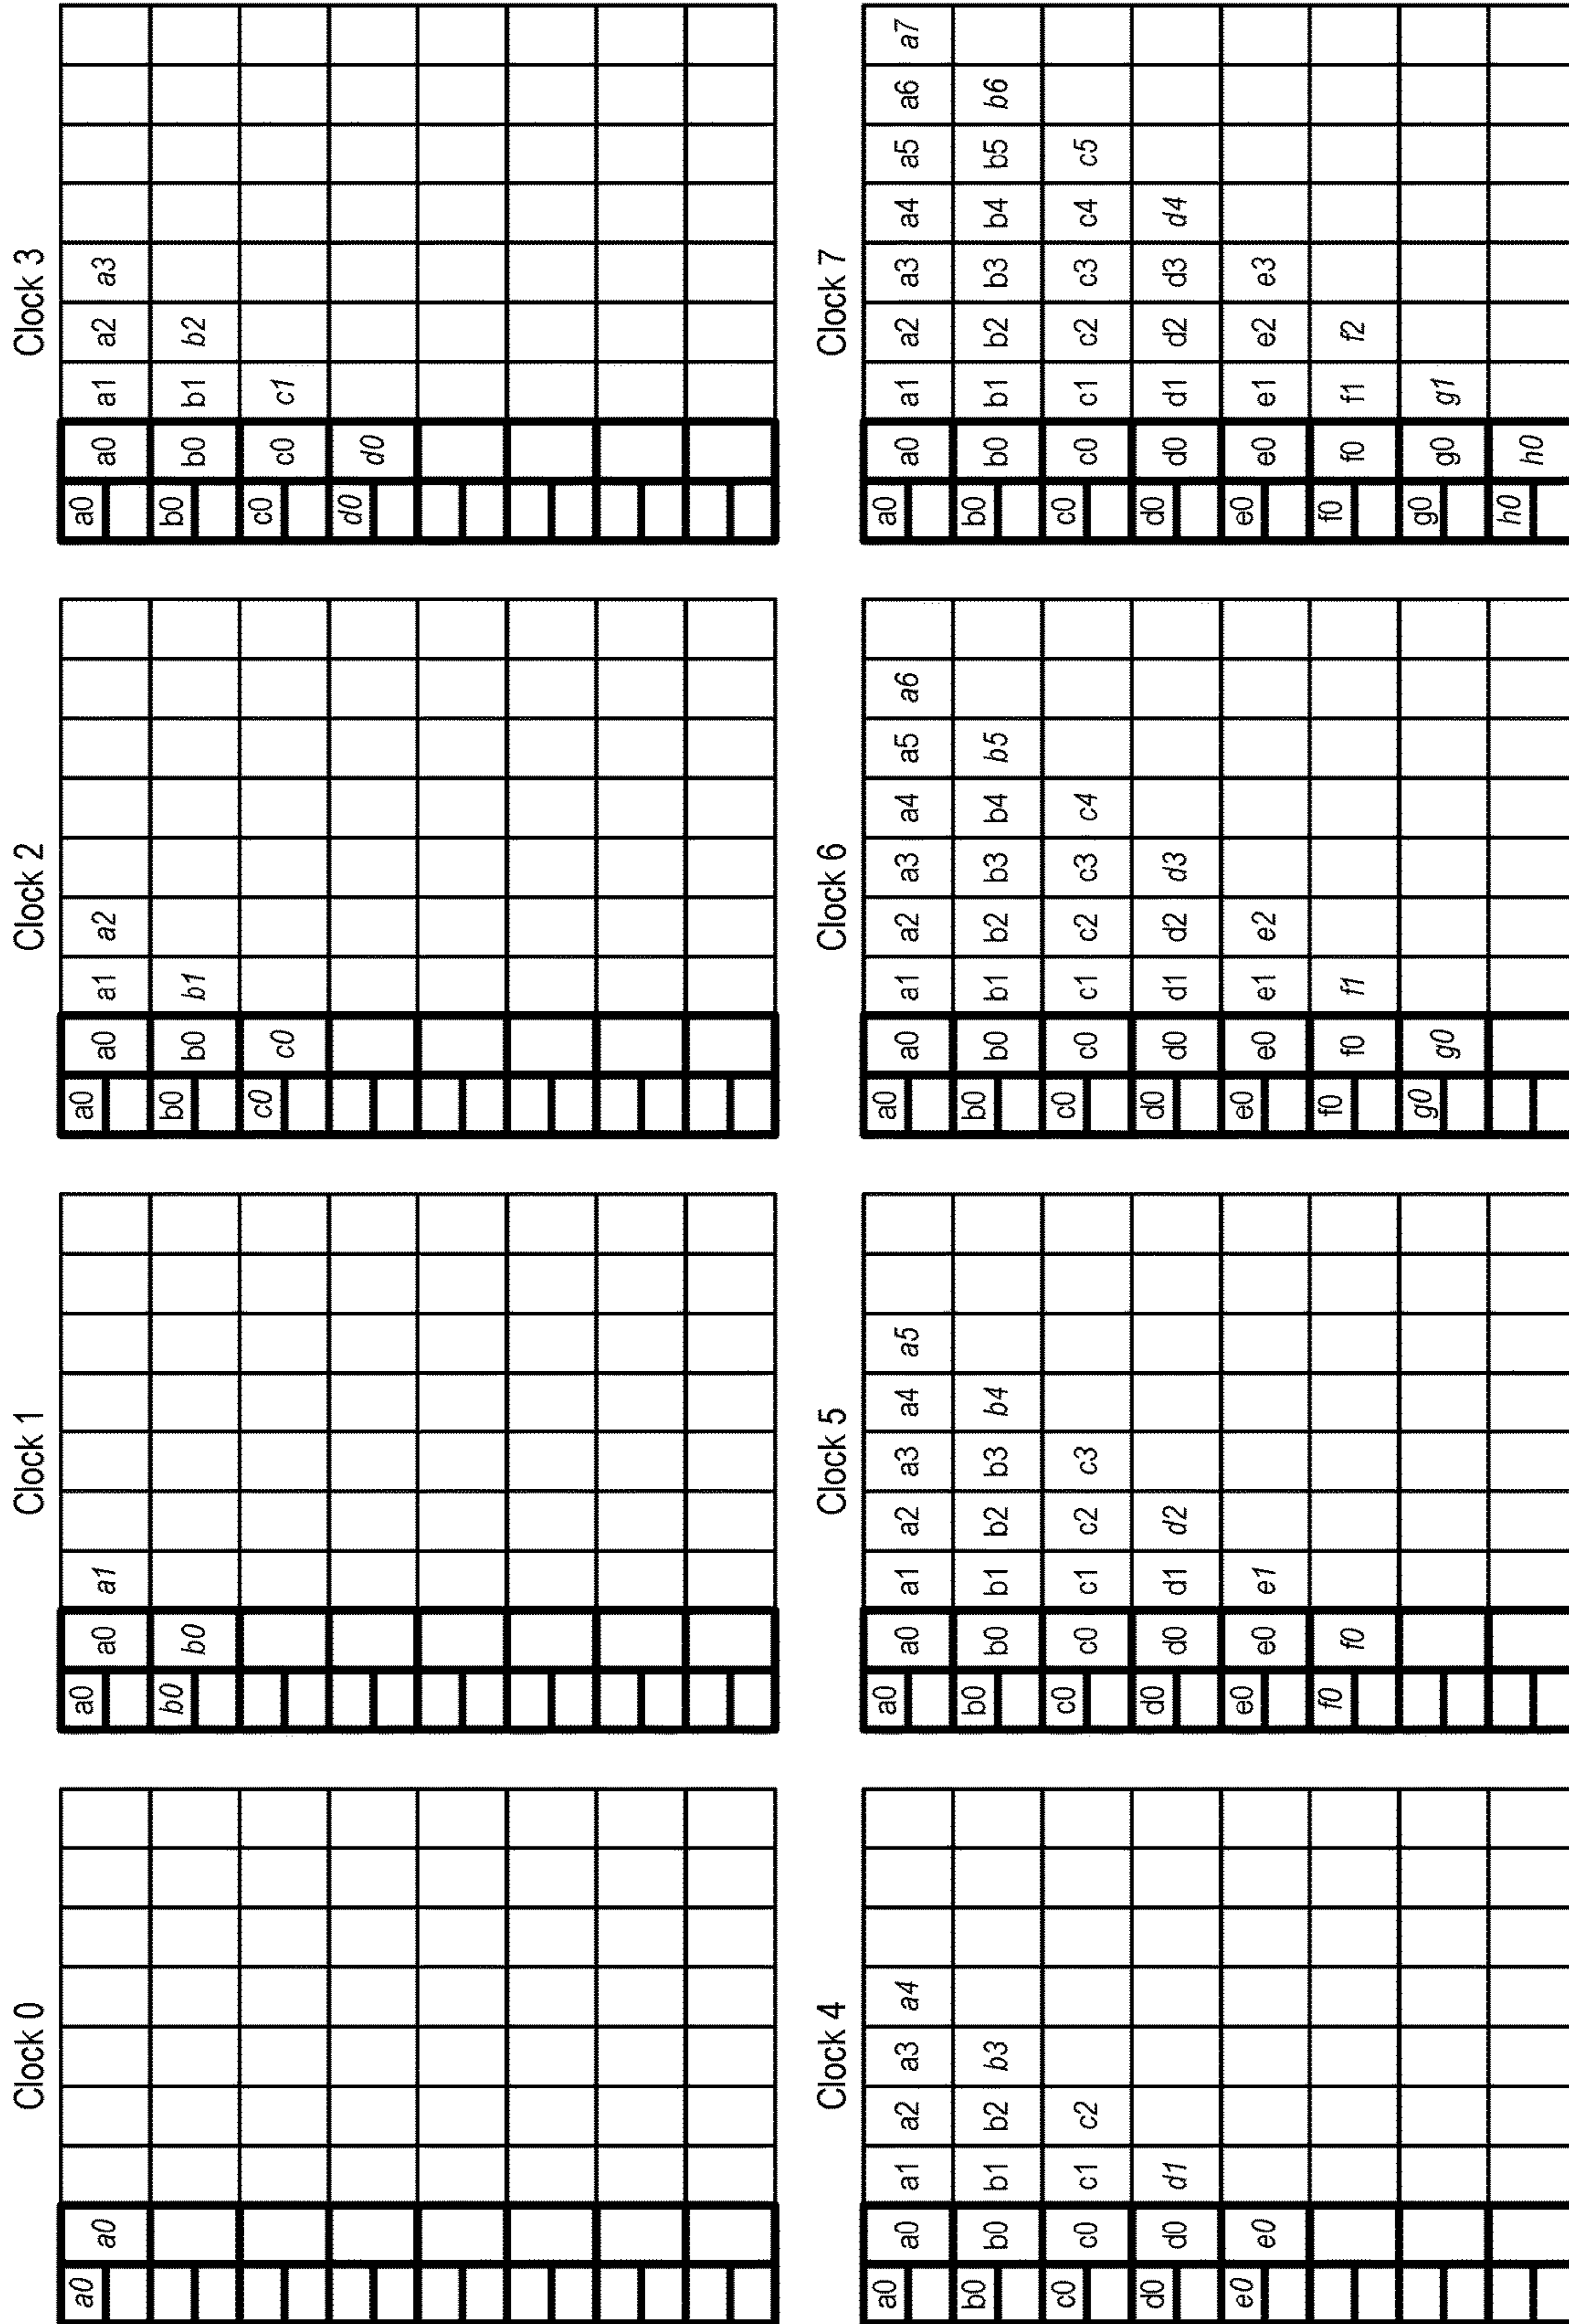 Clock 0
a0 a0
Clock 1
a0 a0 a1
b0 b0
Clock 2
a0 a0 a1 a2
b0 b0 b1
c0 c0
Clock 3
a0 a0 a1 a2 a3
b0 b0 b1 b2
c0 c0 c1
d0 d0
Clock 4
a0 a0 a1 a2 a3 a4
b0 b0 b1 b2 b3
c0 c0 c1 c2
d0 d0 d1
e0 e0
Clock 5
a0 a0 a1 a2 a3 a4 a5
b0 b0 b1 b2 b3 b4
c0 c0 c1 c2 c3
d0 d0 d1 d2
e0 e0 e1
f0 f0
Clock 6
a0 a0 a1 a2 a3 a4 a5 a6
b0 b0 b1 b2 b3 b4 b5
c0 c0 c1 c2 c3 c4
d0 d0 d1 d2 d3
e0 e0 e1 e2
f0 f0 f1
g0 g0
Clock 7
a0 a0 a1 a2 a3 a4 a5 a6 a7
b0 b0 b1 b2 b3 b4 b5 b6
c0 c0 c1 c2 c3 c4 c5
d0 d0 d1 d2 d3 d4
e0 e0 e1 e2 e3
f0 f0 f1 f2
g0 g0 g1
h0 h0